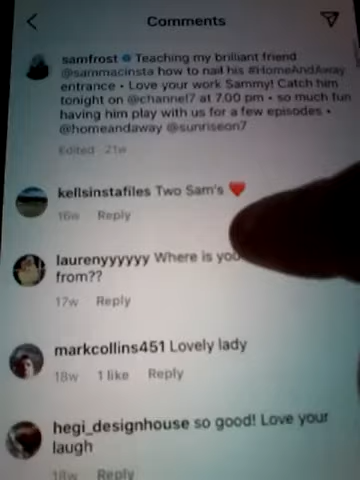 Comments
samfrost Teaching my brilliant friend
@sammacinsta how to nail his #HomeAndAway
entrance • Love your work Sammy! Catch him
tonight on @channel7 at 7.00 pm • so much fun
having him play with us for a few episodes •
@homeandaway @sunriseon7
Edited · 21w
kellsinstafiles Two Sam's ❤️
16w Reply
laurenyyyyyy Where is you
from??
17w Reply
markcollins451 Lovely lady
18w 1 like Reply
hegi_designhouse so good! Love your
laugh
18w Reply